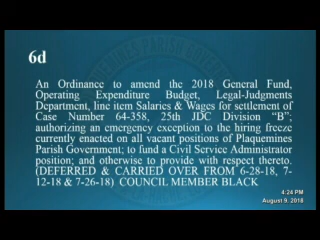 6d
An Ordinance to amend the 2018 General Fund,
Operating Expenditure Budget, Legal-Judgments
Department, line item Salaries & Wages for settlement of
Case Number 64-358, 25th JDC Division “B”;
authorizing an emergency exception to the hiring freeze
currently enacted on all vacant positions of Plaquemines
Parish Government; to fund a Civil Service Administrator
position; and otherwise to provide with respect thereto.
(DEFERRED & CARRIED OVER FROM 6-28-18, 7-
12-18 & 7-26-18) COUNCIL MEMBER BLACK
4:24 PM
August 9, 2018